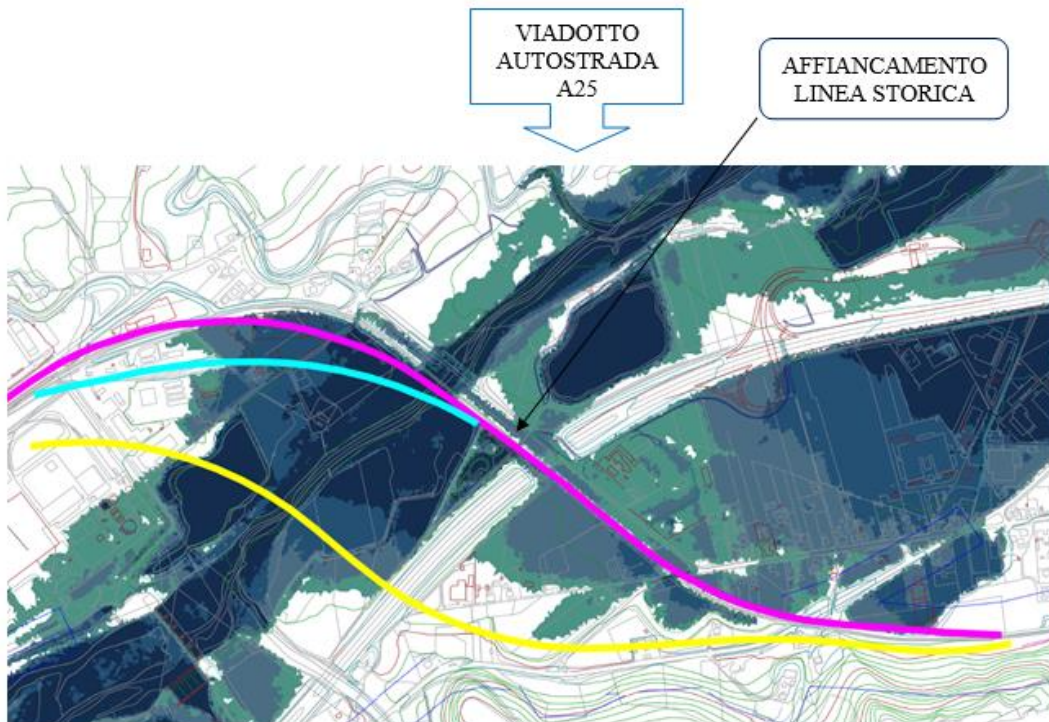 VIADOTTO
AUTOSTRADA
A25
AFFIANCAMENTO
LINEA STORICA